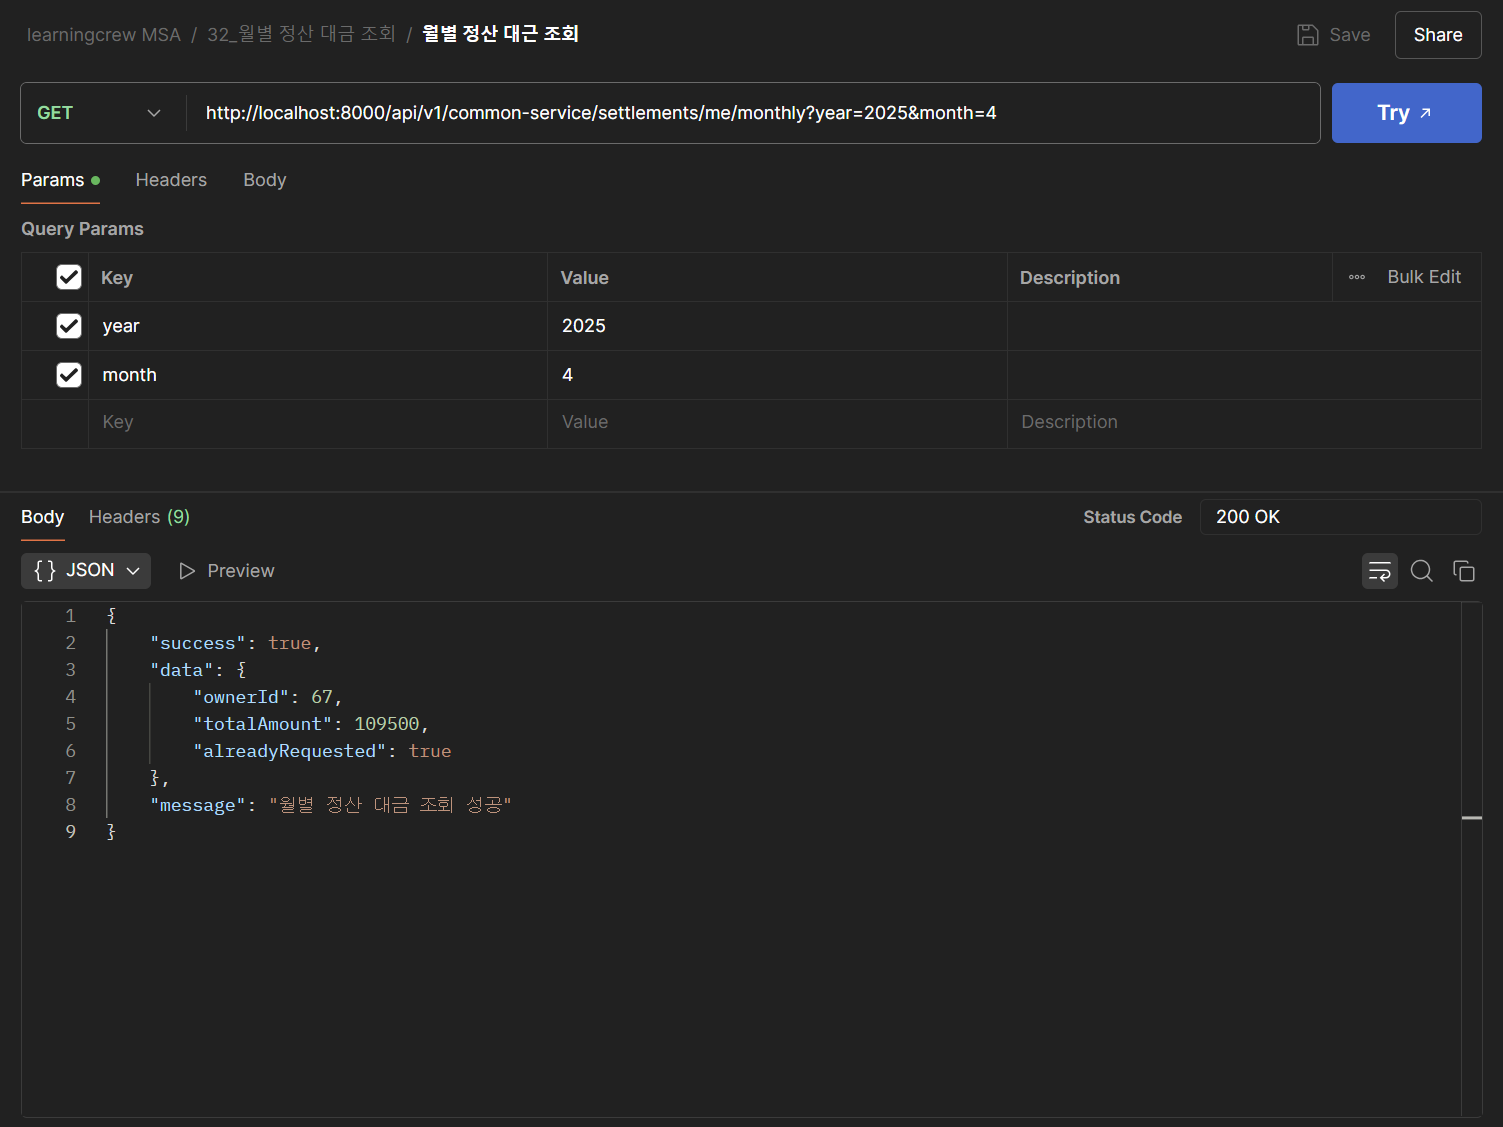 learningcrew MSA / 32_월별 정산 대금 조회 / 월별 정산 대근 조회
Save
Share
GET
http://localhost:8000/api/v1/common-service/settlements/me/monthly?year=2025&month=4
Try ↗
Params
Headers
Body
Query Params
Key
Value
Description
Bulk Edit
year
2025
month
4
Key
Value
Description
Body
Headers (9)
Status Code
200 OK
{} JSON
Preview
1 {
2 "success": true,
3 "data": {
4 "ownerId": 67,
5 "totalAmount": 109500,
6 "alreadyRequested": true
7 },
8 "message": "월별 정산 대금 조회 성공"
9 }